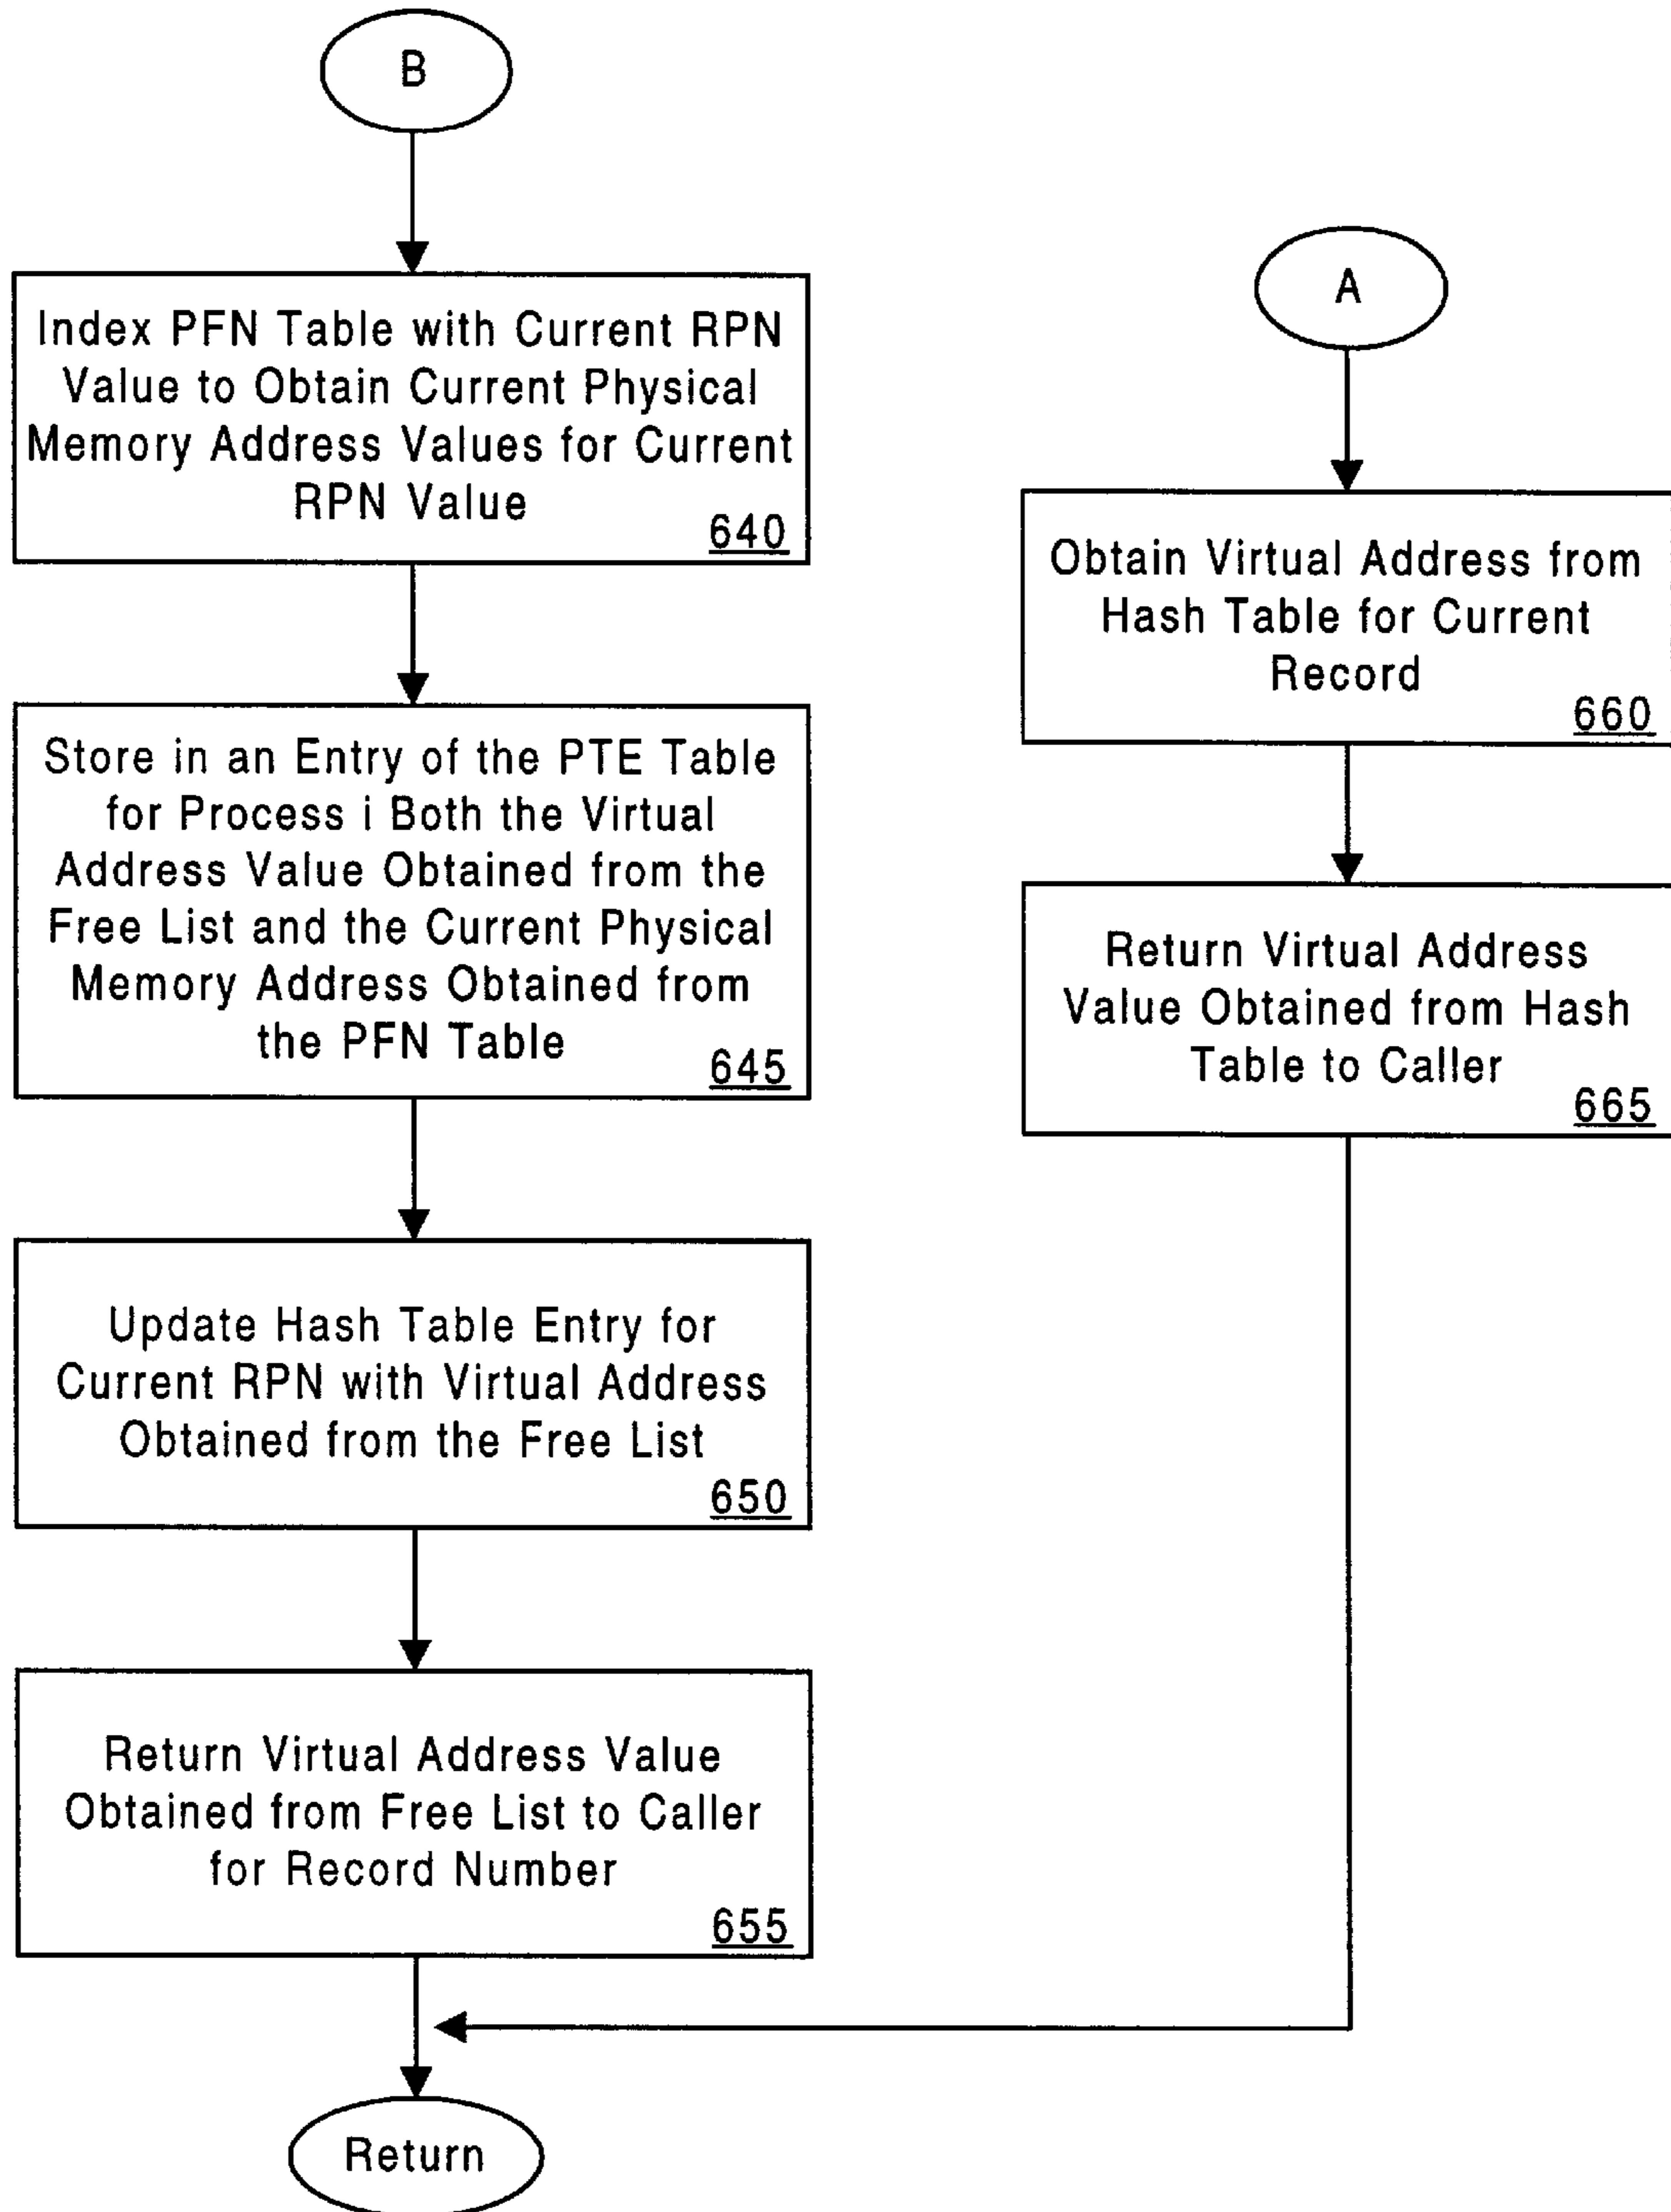 B
Index PFN Table with Current RPN
Value to Obtain Current Physical
Memory Address Values for Current
RPN Value
640
Store in an Entry of the PTE Table
for Process i Both the Virtual
Address Value Obtained from the
Free List and the Current Physical
Memory Address Obtained from
the PFN Table
645
Update Hash Table Entry for
Current RPN with Virtual Address
Obtained from the Free List
650
Return Virtual Address Value
Obtained from Free List to Caller
for Record Number
655
A
Obtain Virtual Address from
Hash Table for Current
Record
660
Return Virtual Address
Value Obtained from Hash
Table to Caller
665
Return